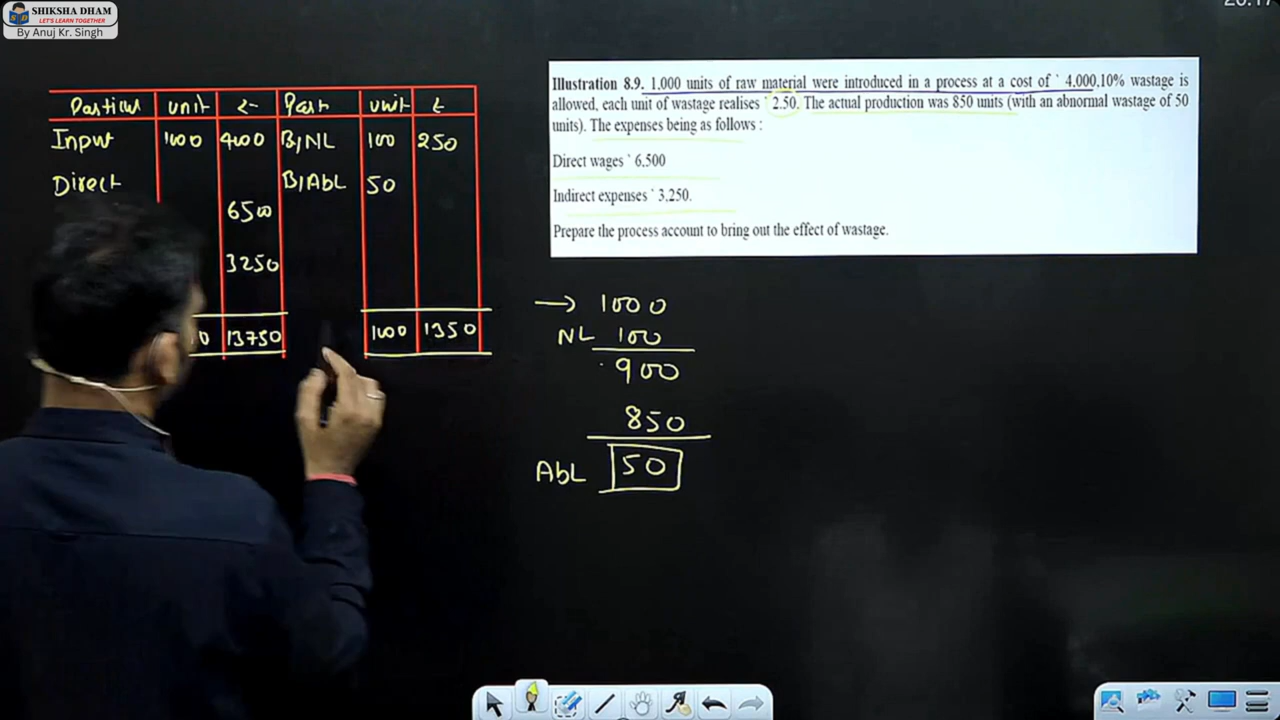 20:17
SHIKSHA DHAM
LET'S LEARN TOGETHER
By Anuj Kr. Singh
Illustration 8.9. 1,000 units of raw material were introduced in a process at a cost of ` 4,000.10% wastage is
allowed, each unit of wastage realises ` 2.50. The actual production was 850 units (with an abnormal wastage of 50
units). The expenses being as follows :
Direct wages ` 6,500
Indirect expenses ` 3,250.
Prepare the process account to bring out the effect of wastage.
unit Part unit
Input 1000 4000 B,NL 100 250
Direct B,AbL 50
6500
3250
13750 1000 1350
→ 1000
NL 100
900
850
AbL 50